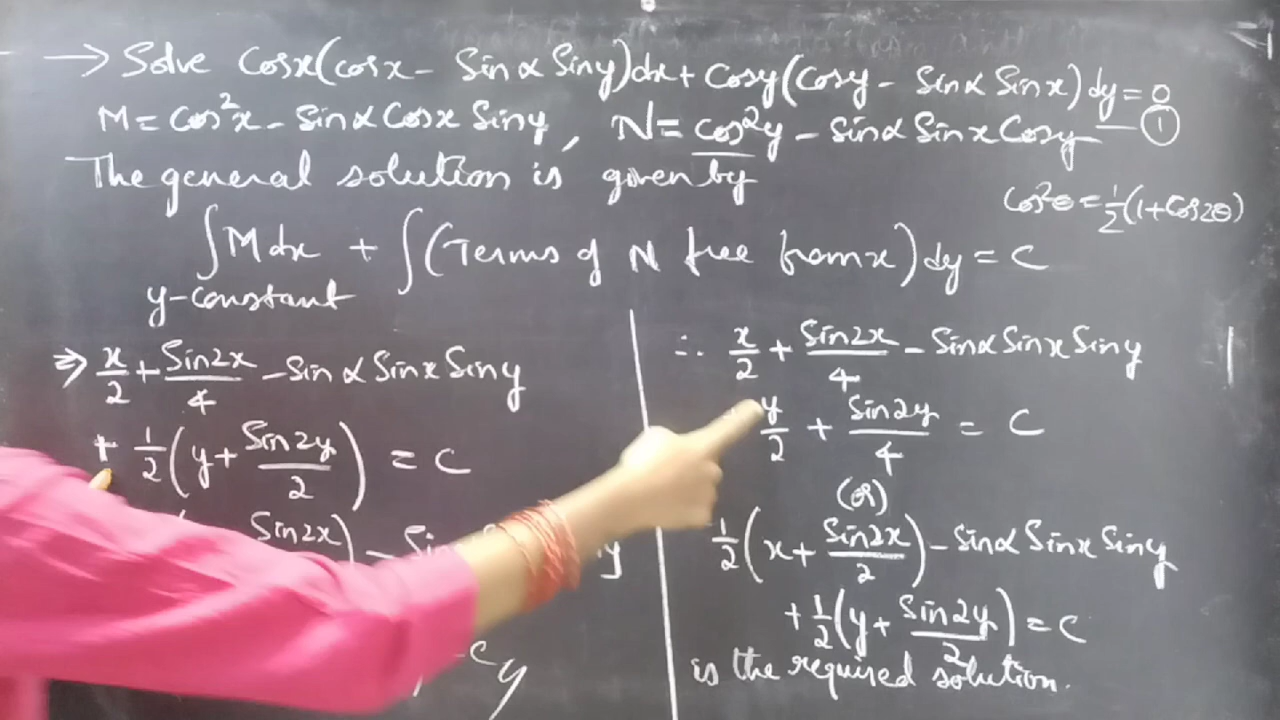 → Solve Cosx(cosx - Sinα Siny)dx + Cosy(Cosy - Sinα Sinx)dy = 0
M = Cos²x - Sinα Cosx Siny, N = cos²y - Sinα Sinx Cosy — ①
The general solution is given by
cos²θ = 1/2(1+Cos2θ)
∫Mdx + ∫(Terms of N free from x)dy = C
y-constant
⇒ x/2 + Sin2x/4 - Sinα Sinx Siny
+ 1/2(y + Sin2y/2) = C
Sin2x
∴ x/2 + Sin2x/4 - Sinα Sinx Siny
y/2 + Sin2y/4 = C
(or)
1/2(x + Sin2x/2) - Sinα Sinx Siny
+ 1/2(y + Sin2y/2) = C
is the required solution.